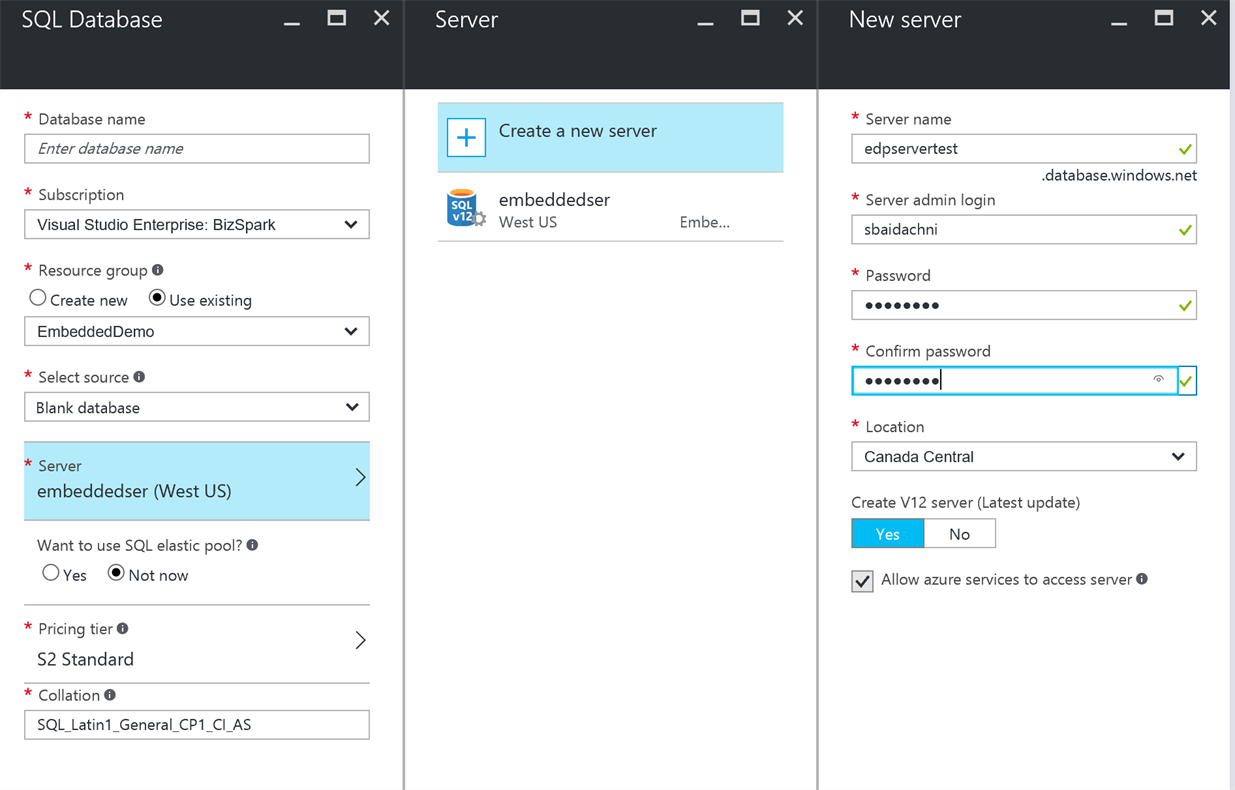 SQL Database
* Database name
Enter database name
* Subscription
Visual Studio Enterprise: BizSpark
* Resource group
Create new Use existing
EmbeddedDemo
* Select source
Blank database
* Server
embeddedser (West US)
Want to use SQL elastic pool?
Yes Not now
* Pricing tier
S2 Standard
* Collation
SQL_Latin1_General_CP1_CI_AS
Server
Create a new server
SQL
v12
embeddedser
West US Embe...
New server
* Server name
edpservertest
.database.windows.net
* Server admin login
sbaidachni
* Password
••••••••
* Confirm password
••••••••
* Location
Canada Central
Create V12 server (Latest update)
Yes No
Allow azure services to access server